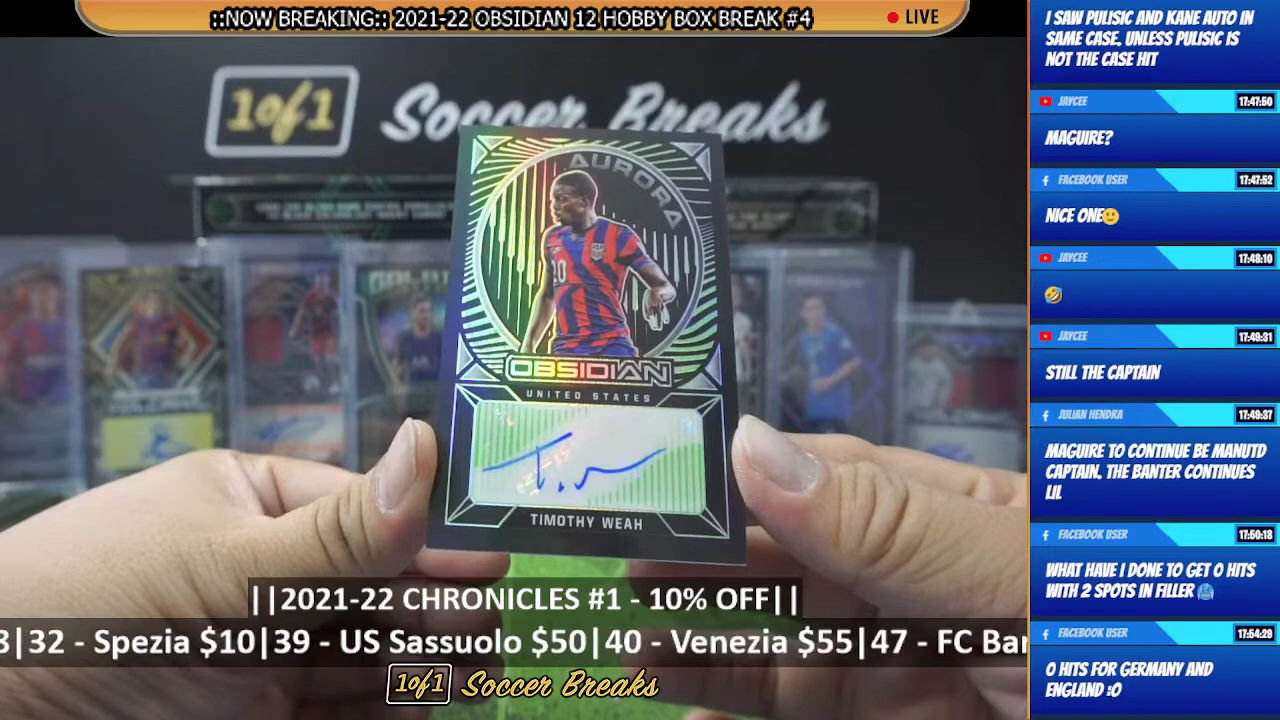 ::NOW BREAKING:: 2021-22 OBSIDIAN 12 HOBBY BOX BREAK #4
LIVE
1of1 Soccer Breaks
AURORA
20
OBSIDIAN
UNITED STATES
T.W
TIMOTHY WEAH
||2021-22 CHRONICLES #1 - 10% OFF||
3|32 - Spezia $10|39 - US Sassuolo $50|40 - Venezia $55|47 - FC Bar
1of1 Soccer Breaks
I SAW PULISIC AND KANE AUTO IN
SAME CASE. UNLESS PULISIC IS
NOT THE CASE HIT
JAYCEE 17:47:50
MAGUIRE?
FACEBOOK USER 17:47:52
NICE ONE🙂
JAYCEE 17:48:10
🤣
JAYCEE 17:49:31
STILL THE CAPTAIN
JULIAN HENDRA 17:49:37
MAGUIRE TO CONTINUE BE MANUTD
CAPTAIN. THE BANTER CONTINUES
LIL
FACEBOOK USER 17:50:18
WHAT HAVE I DONE TO GET 0 HITS
WITH 2 SPOTS IN FILLER🥶
FACEBOOK USER 17:54:29
0 HITS FOR GERMANY AND
ENGLAND :O